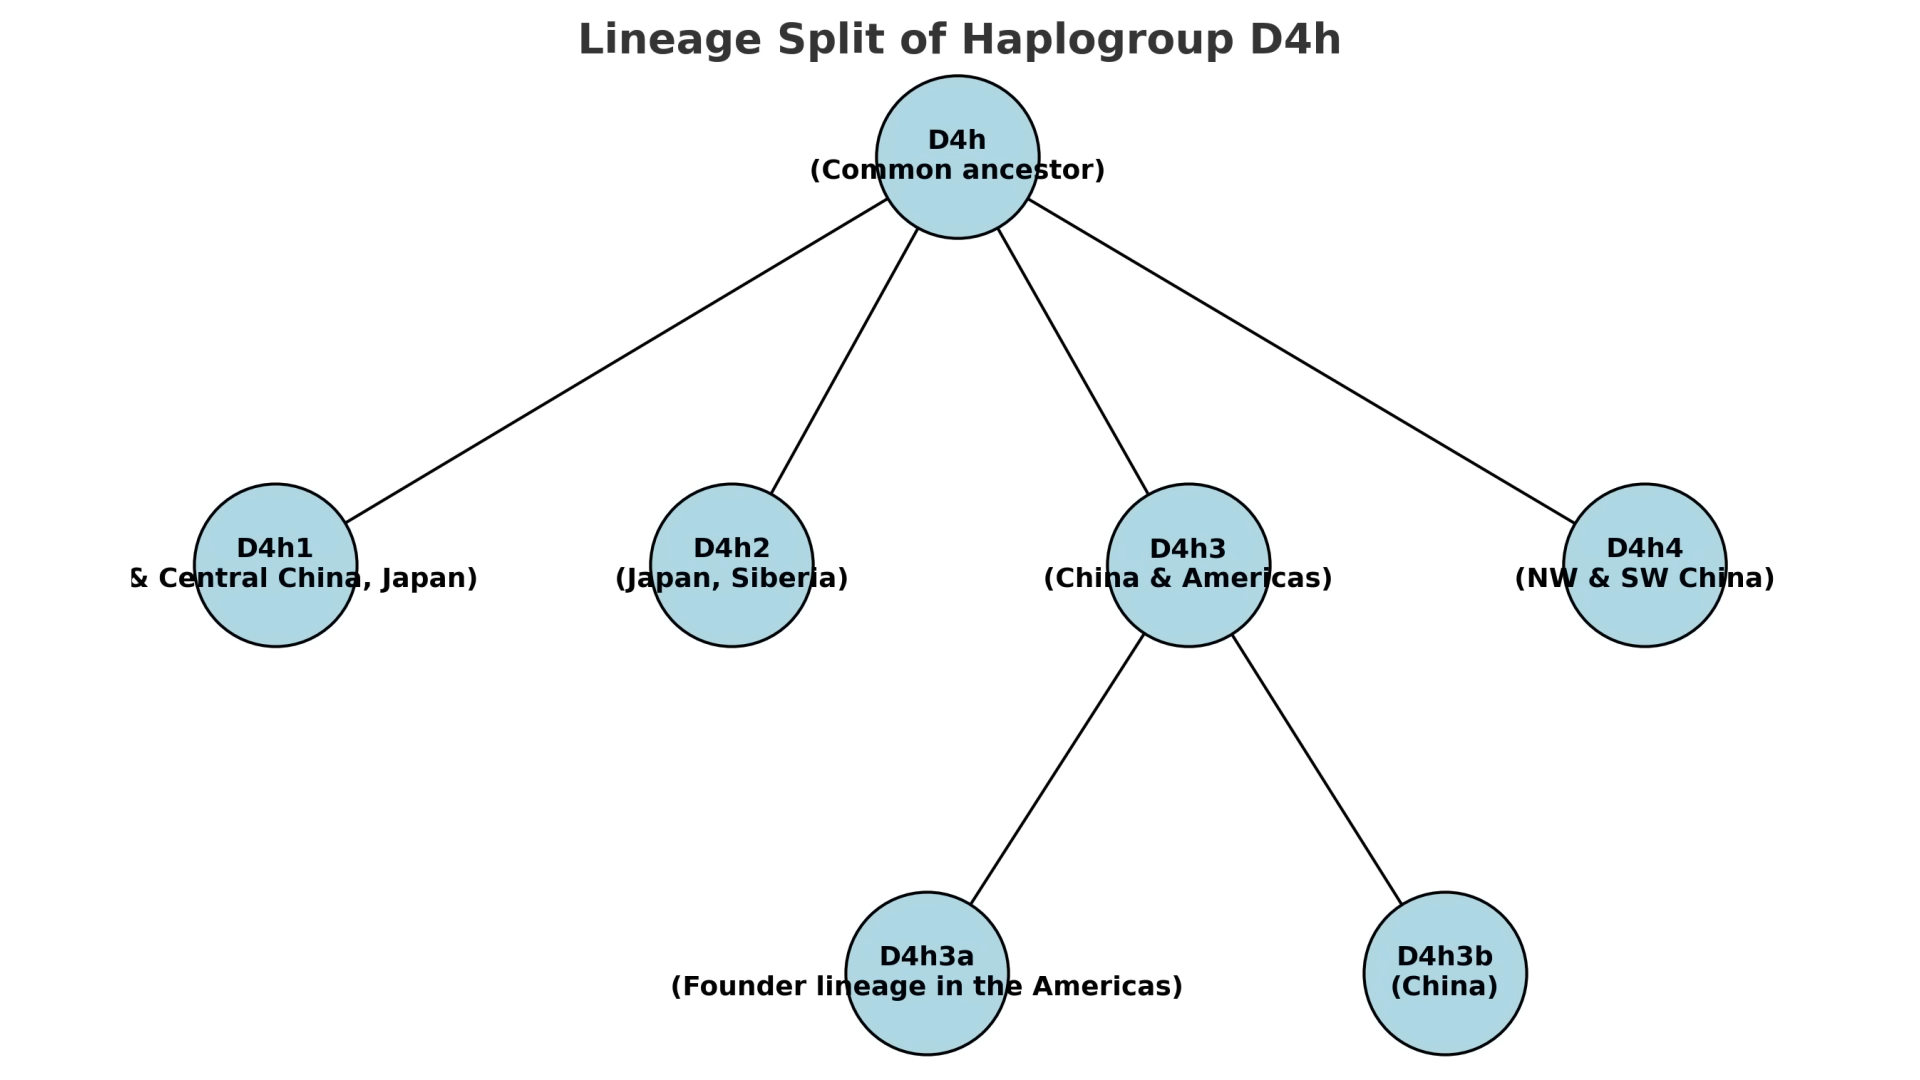 Lineage Split of Haplogroup D4h
D4h
(Common ancestor)
D4h1
& Central China, Japan)
D4h2
(Japan, Siberia)
D4h3
(China & Americas)
D4h4
(NW & SW China)
D4h3a
(Founder lineage in the Americas)
D4h3b
(China)